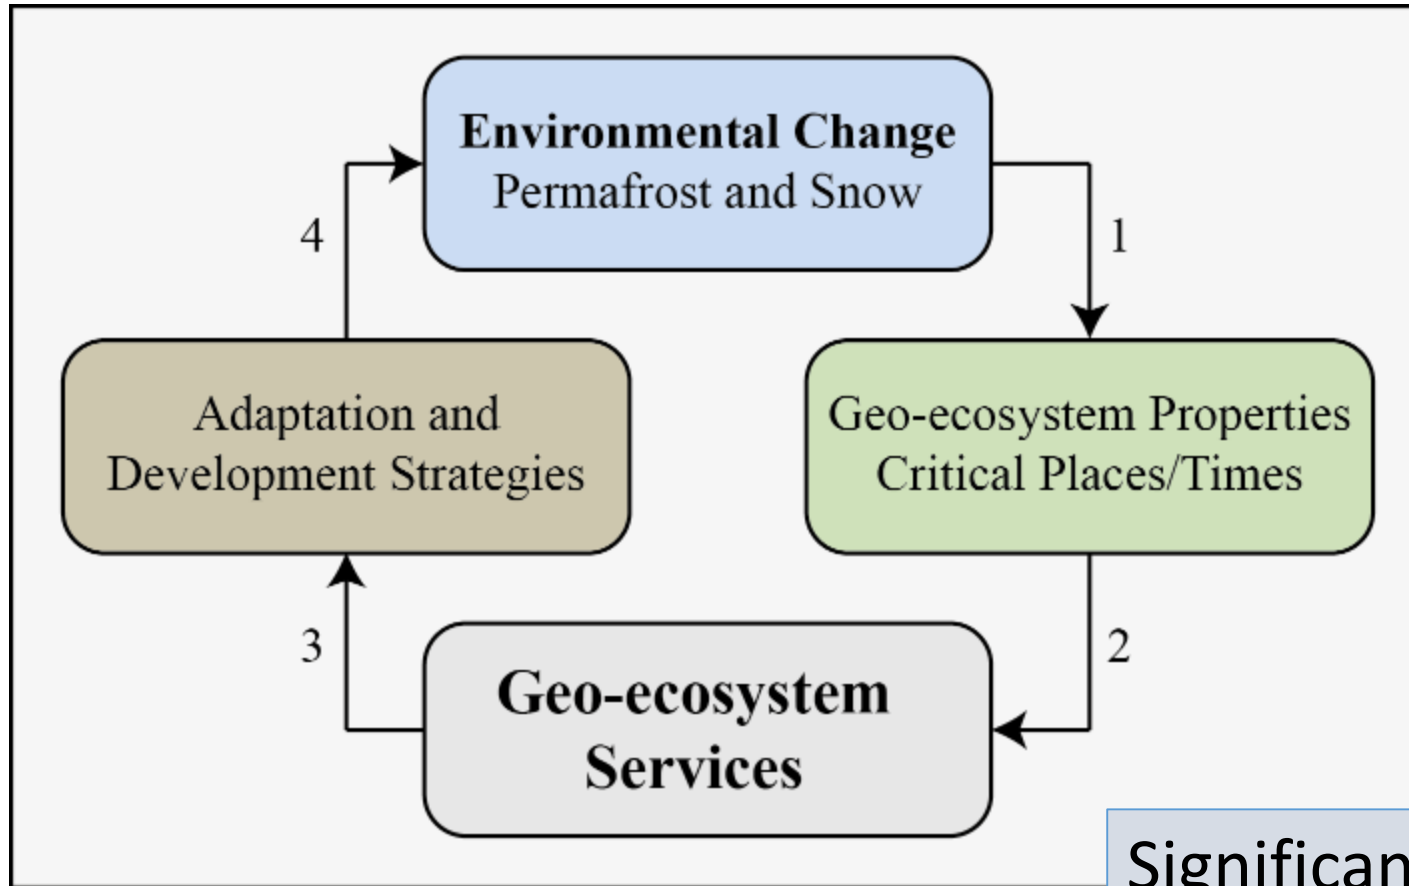 Environmental Change
Permafrost and Snow
4
1
Adaptation and
Development Strategies
Geo-ecosystem Properties
Critical Places/Times
3
2
Geo-ecosystem
Services